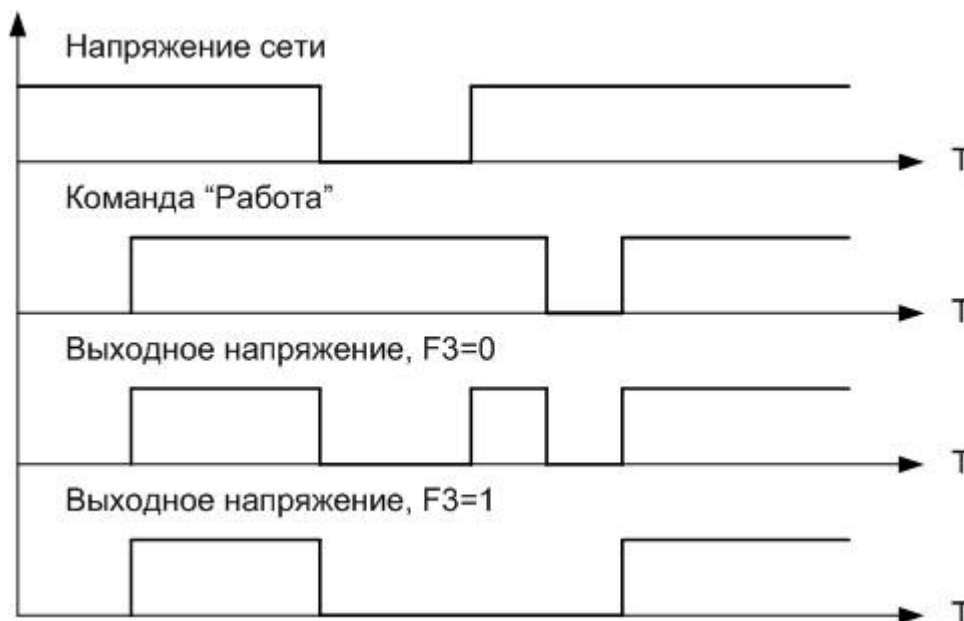 Напряжение сети
T
Команда “Работа”
T
Выходное напряжение, F3=0
T
Выходное напряжение, F3=1
T